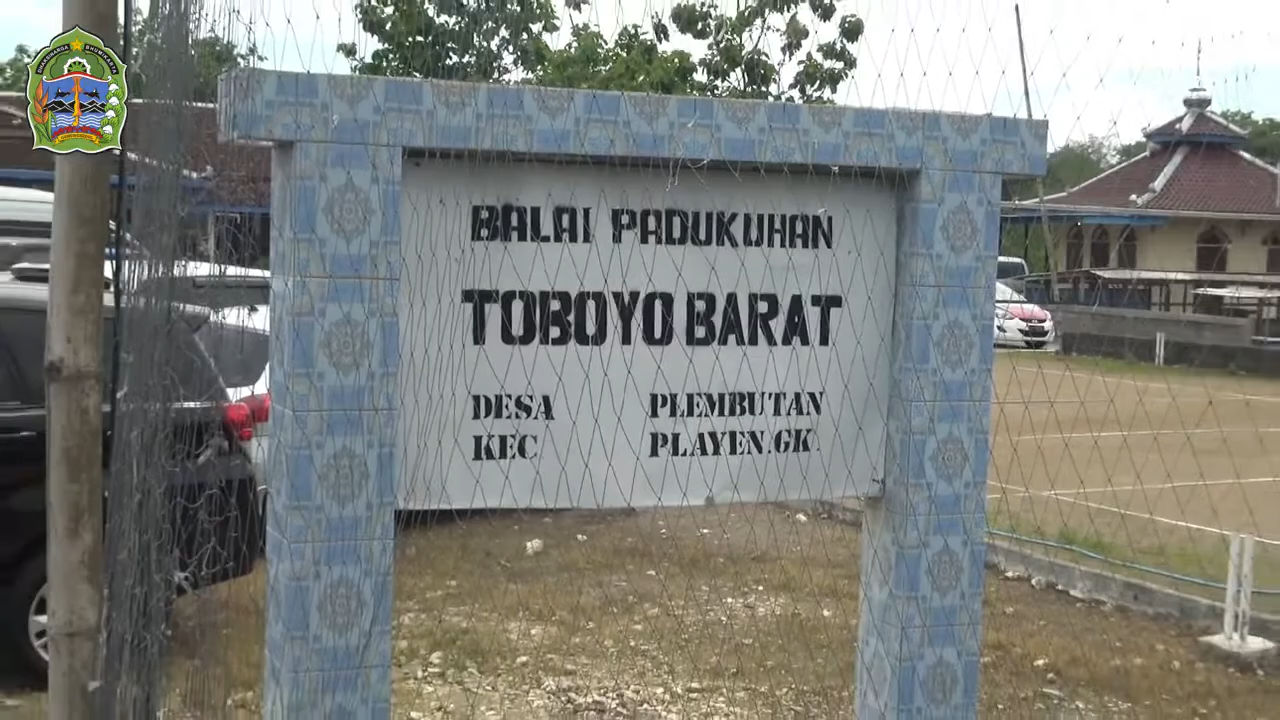 BALAI PADUKUHAN
TOBOYO BARAT
DESA PLEMBUTAN
KEC PLAYEN.GK.